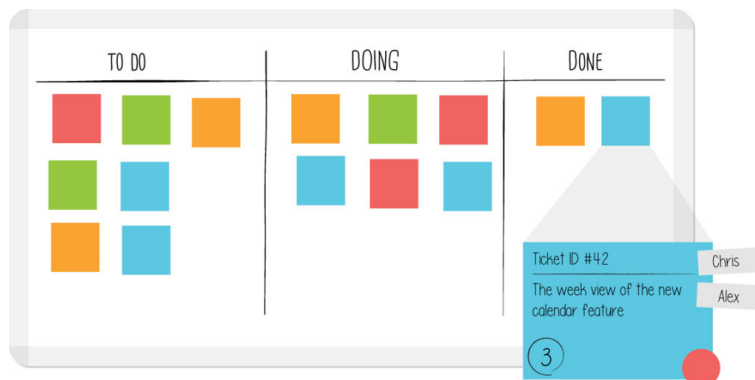 TO DO
DOING
DONE
Ticket ID #42
Chris
The week view of the new
calendar feature
Alex
3